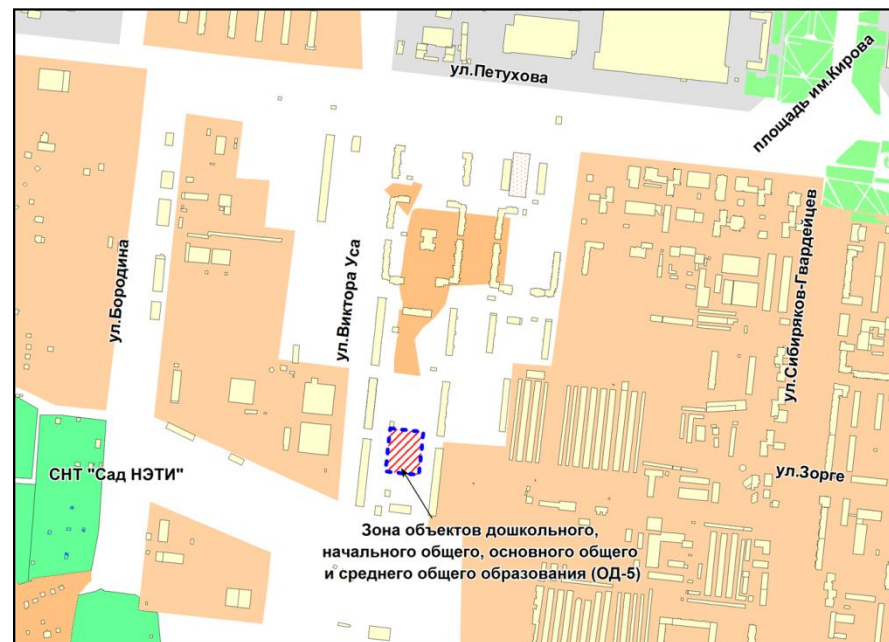 ул.Петухова
площадь им.Кирова
ул.Бородина
ул.Виктора Уса
ул.Сибиряков-Гвардейцев
СНТ "Сад НЭТИ"
ул.Зорге
Зона объектов дошкольного,
начального общего, основного общего
и среднего общего образования (ОД-5)